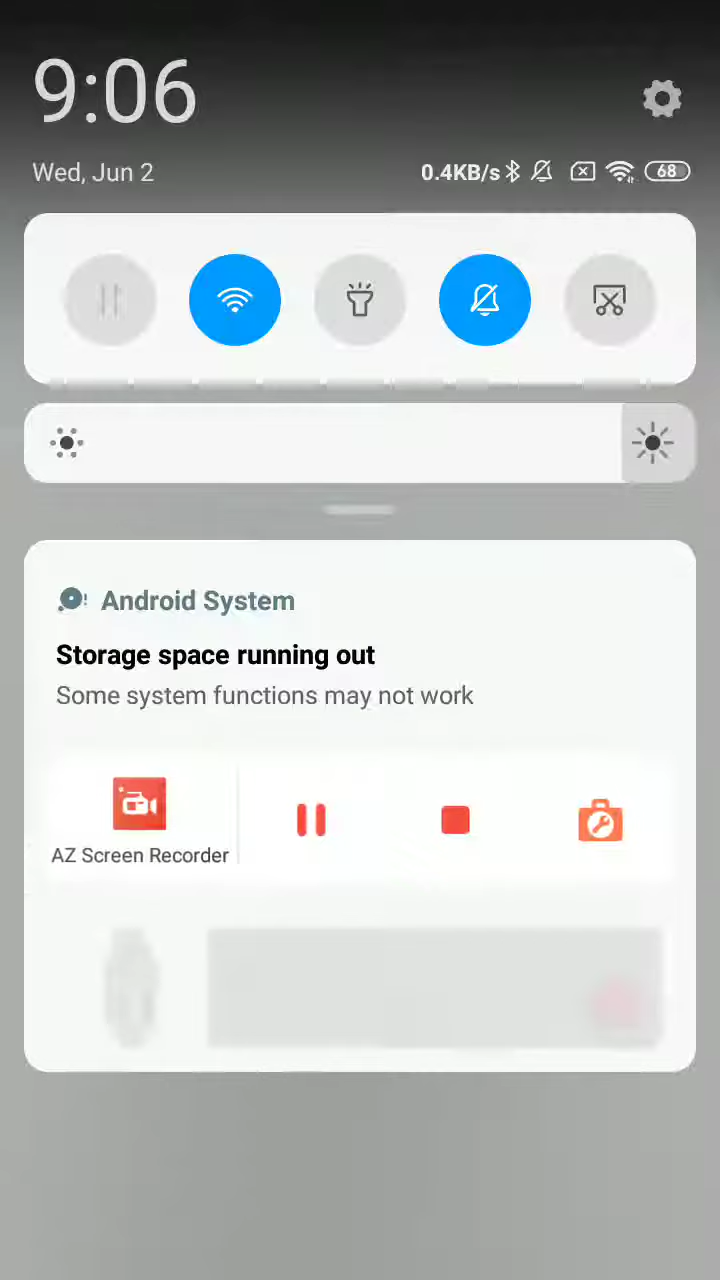 9:06
Wed, Jun 2
0.4KB/s
68
Android System
Storage space running out
Some system functions may not work
AZ Screen Recorder